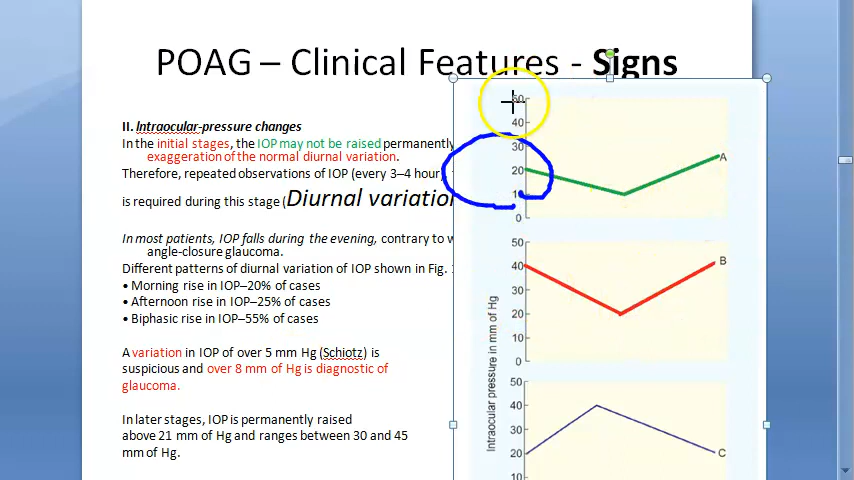 POAG – Clinical Features - Signs
II. Intraocular-pressure changes
In the initial stages, the IOP may not be raised permanently
exaggeration of the normal diurnal variation.
Therefore, repeated observations of IOP (every 3–4 hour)
is required during this stage (Diurnal variation
In most patients, IOP falls during the evening, contrary to
angle-closure glaucoma.
Different patterns of diurnal variation of IOP shown in Fig.
• Morning rise in IOP–20% of cases
• Afternoon rise in IOP–25% of cases
• Biphasic rise in IOP–55% of cases
A variation in IOP of over 5 mm Hg (Schiotz) is
suspicious and over 8 mm of Hg is diagnostic of
glaucoma.
In later stages, IOP is permanently raised
above 21 mm of Hg and ranges between 30 and 45
mm of Hg.
Intraocular pressure in mm of Hg
50
40
30
20
10
0
A
50
40
30
20
10
0
B
50
40
30
20
10
C